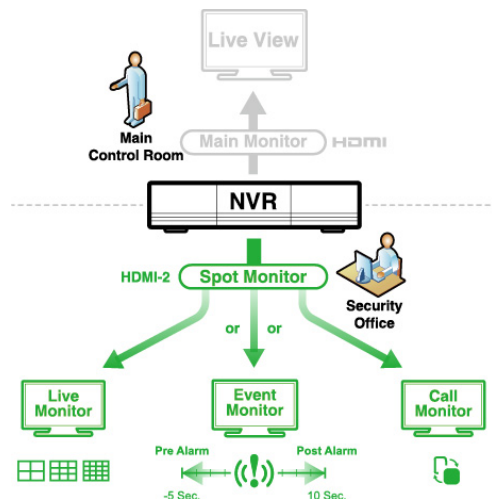 Live View
Main
Control Room
Main Monitor
HDMI
NVR
HDMI-2
Spot Monitor
Security
Office
or or
Live
Monitor
Event
Monitor
Call
Monitor
Pre Alarm
Post Alarm
-5 Sec.
10 Sec.